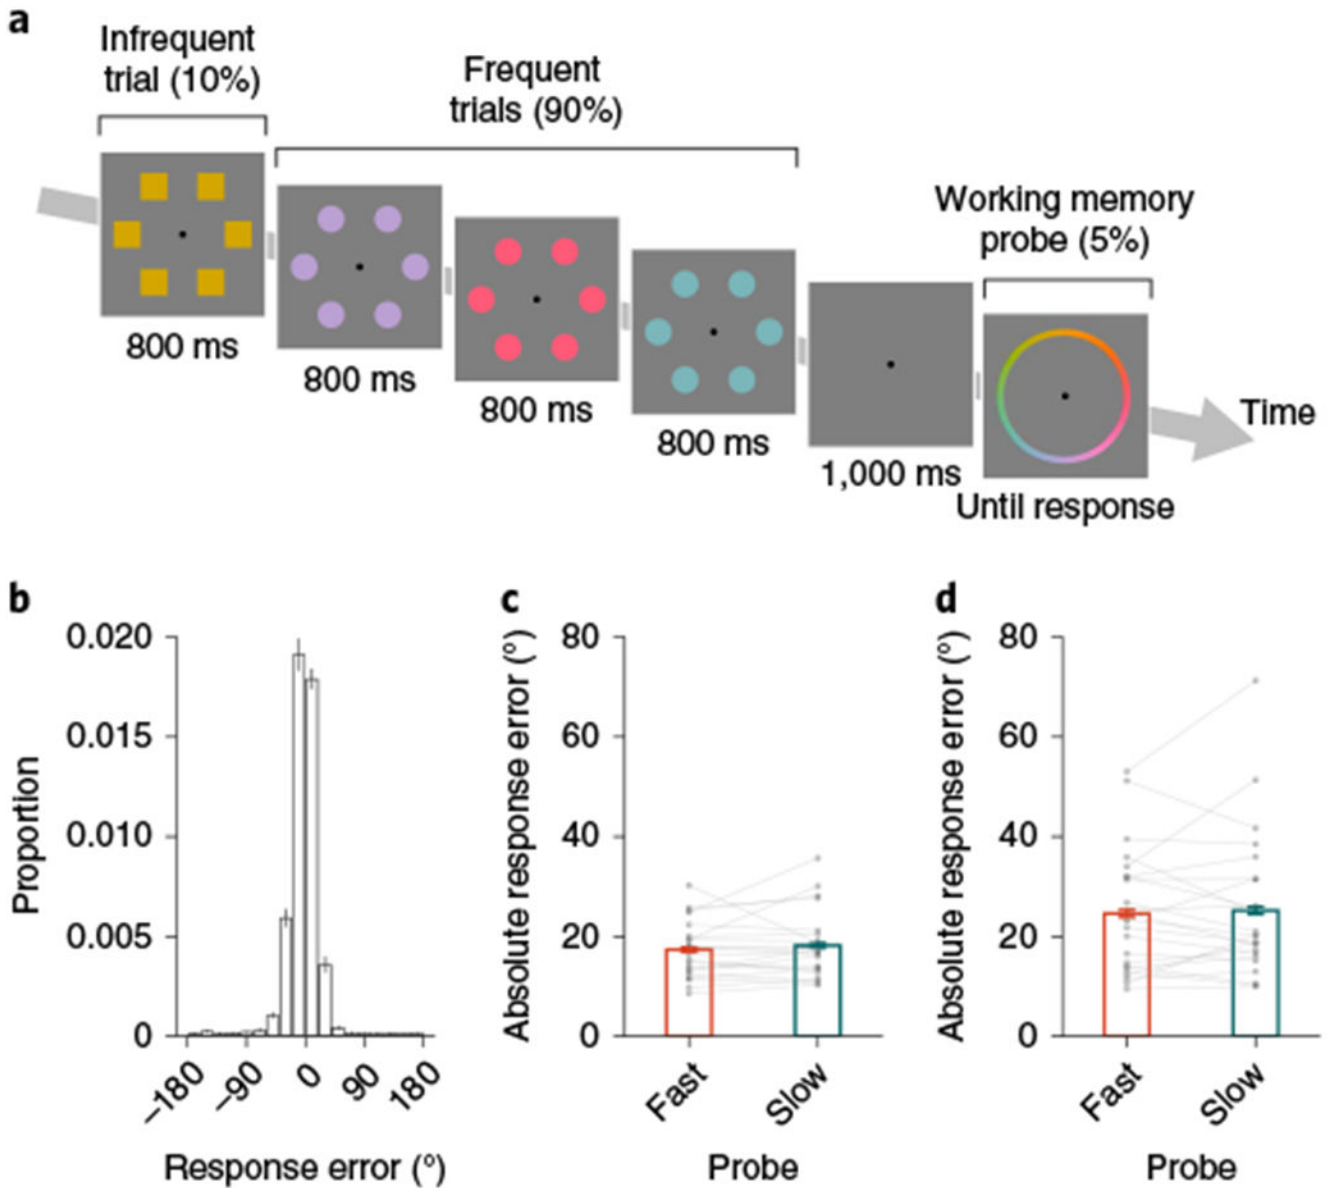 a
Infrequent
trial (10%)
Frequent
trials (90%)
Working memory
probe (5%)
800 ms
800 ms
800 ms
800 ms
1,000 ms
Until response
Time
b
0.020
0.015
0.010
0.005
0
Proportion
–180
–90
0
90
180
Response error (°)
c
80
60
40
20
0
Absolute response error (°)
Fast
Slow
Probe
d
80
60
40
20
0
Absolute response error (°)
Fast
Slow
Probe